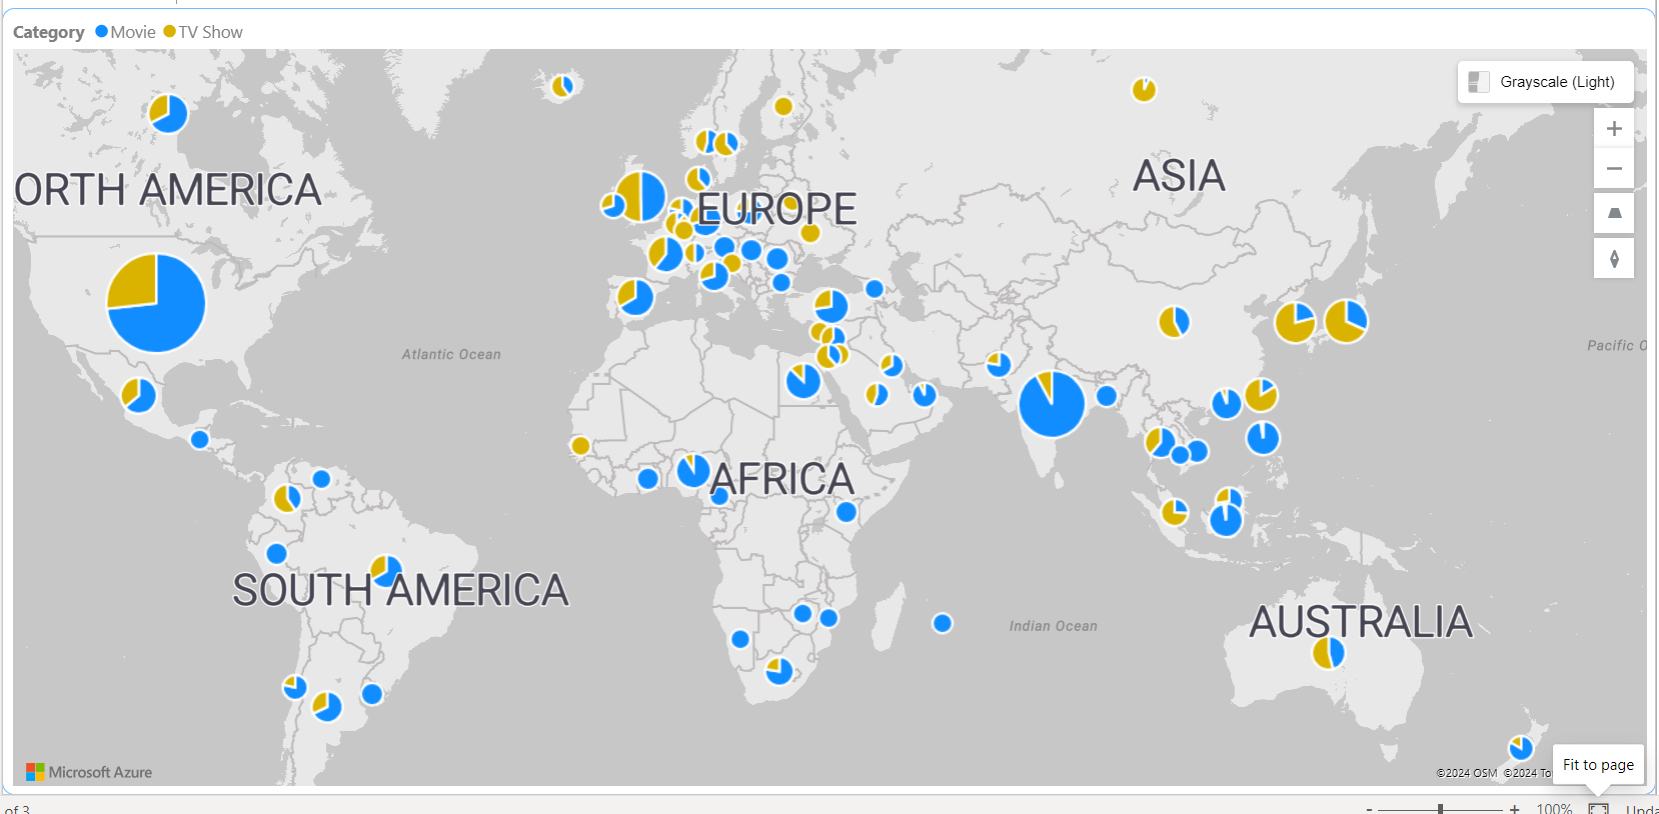 Category Movie TV Show
Grayscale (Light)
ASIA
ORTH AMERICA
EUROPE
Atlantic Ocean
Pacific O
AFRICA
SOUTH AMERICA
Indian Ocean
AUSTRALIA
Microsoft Azure
©2024 OSM ©2024 To
Fit to page
of 3
- + 100% Upda